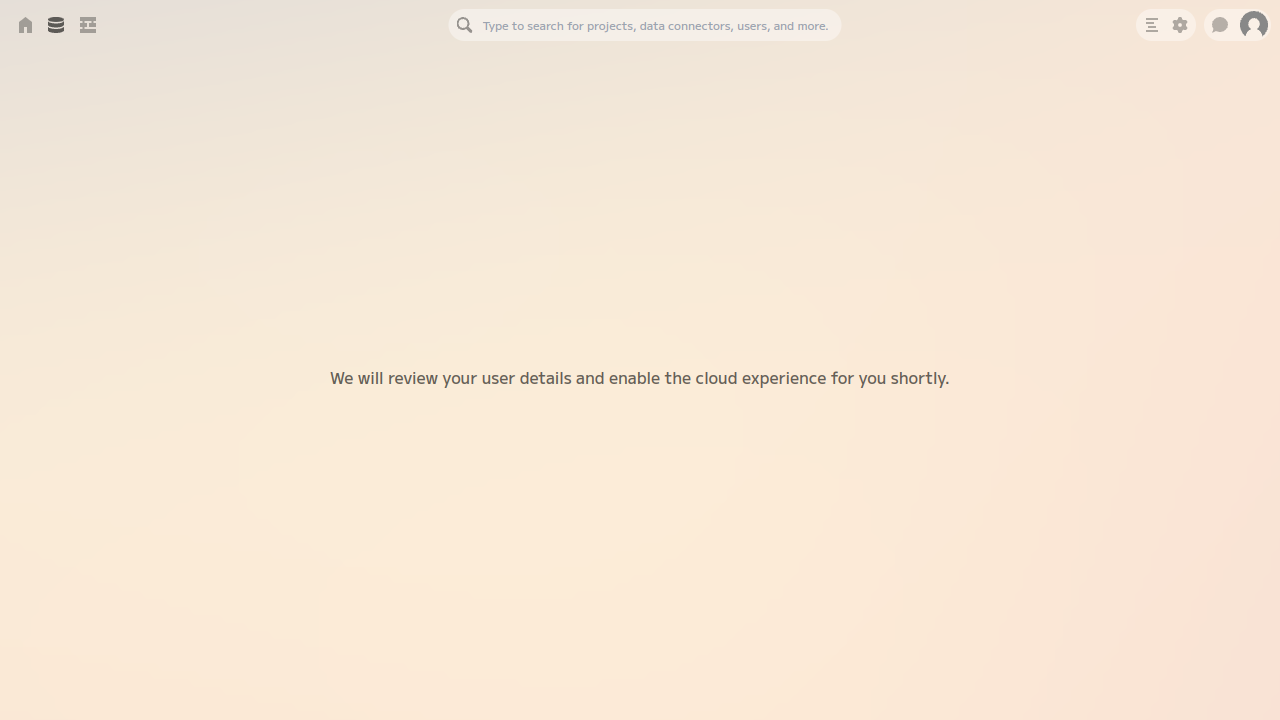 Type to search for projects, data connectors, users, and more.
We will review your user details and enable the cloud experience for you shortly.